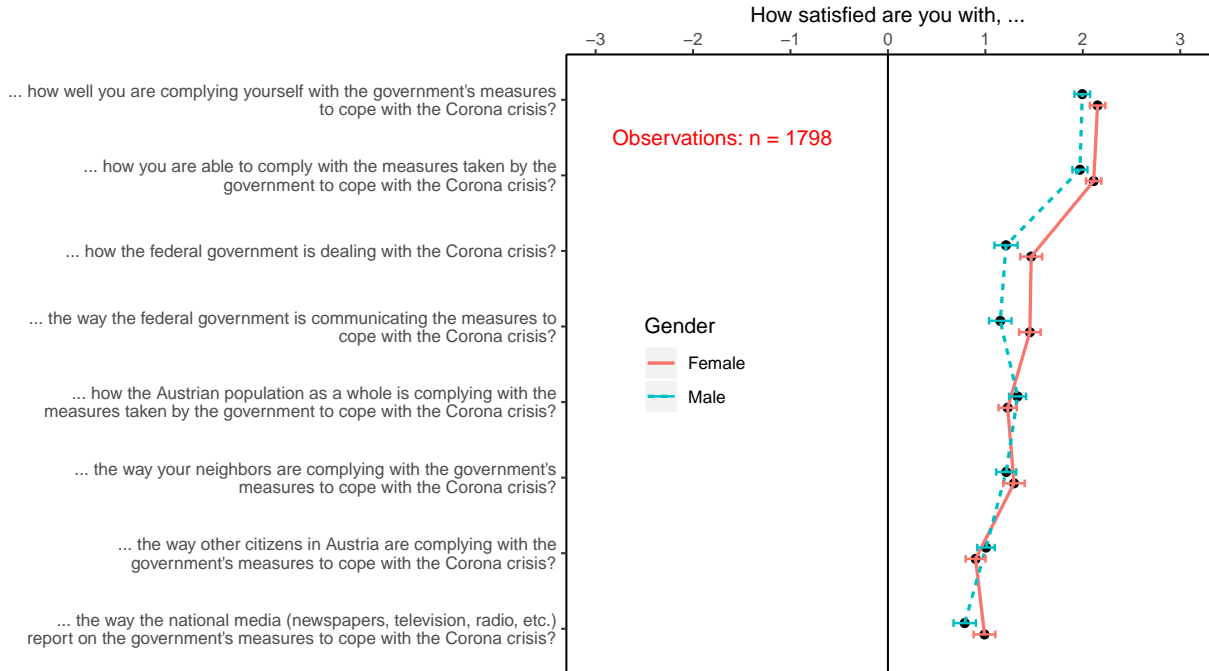 How satisfied are you with, ...
−3 −2 −1 0 1 2 3
... how well you are complying yourself with the government's measures
to cope with the Corona crisis?
Observations: n = 1798
... how you are able to comply with the measures taken by the
government to cope with the Corona crisis?
... how the federal government is dealing with the Corona crisis?
... the way the federal government is communicating the measures to
cope with the Corona crisis?
Gender
Female
Male
... how the Austrian population as a whole is complying with the
measures taken by the government to cope with the Corona crisis?
... the way your neighbors are complying with the government's
measures to cope with the Corona crisis?
... the way other citizens in Austria are complying with the
government's measures to cope with the Corona crisis?
... the way the national media (newspapers, television, radio, etc.)
report on the government's measures to cope with the Corona crisis?